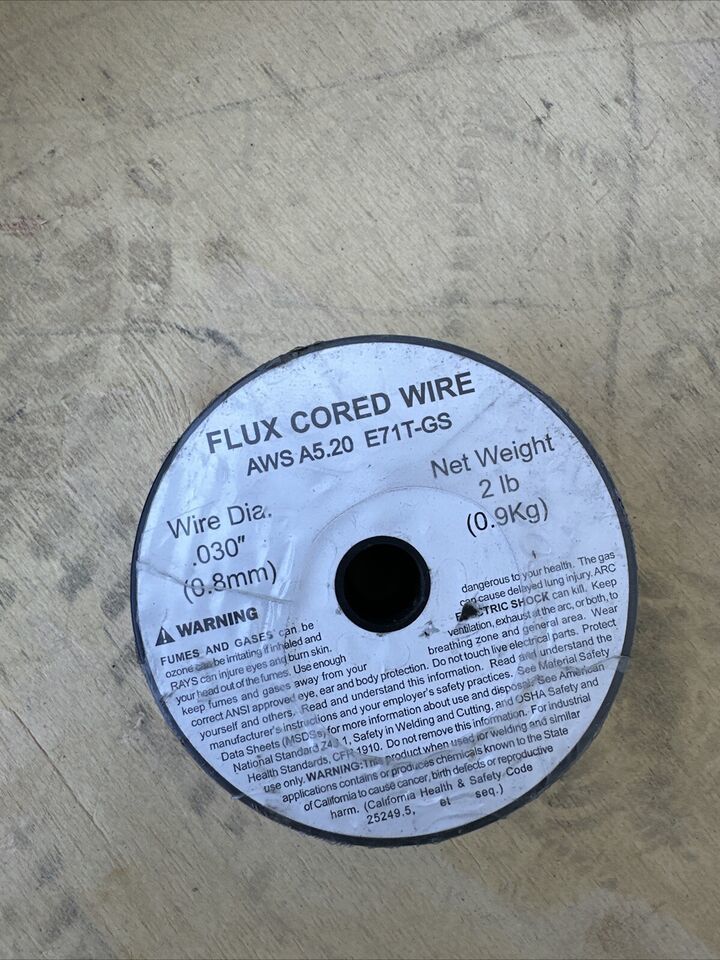 FLUX CORED WIRE
AWS A5.20 E71T-GS
Wire Dia.
.030"
(0.8mm)
Net Weight
2 lb
(0.9Kg)
WARNING
FUMES AND GASES can be dangerous to your health. The gas
ozone can be irritating if inhaled and can cause delayed lung injury. ARC
RAYS can injure eyes and burn skin. ELECTRIC SHOCK can kill. Keep
your head out of the fumes. Use enough ventilation, exhaust at the arc, or both, to
keep fumes and gases away from your breathing zone and general area. Wear
correct ANSI approved eye, ear and body protection. Do not touch live electrical parts. Protect
yourself and others. Read and understand this information. Read and understand the
manufacturer's instructions and your employer's safety practices. See Material Safety
Data Sheets (MSDSs) for more information about use and disposal. See American
National Standard Z49.1, Safety in Welding and Cutting, and OSHA Safety and
Health Standards, CFR 1910. Do not remove this information. For industrial
use only. WARNING: This product when used for welding and similar
applications contains or produces chemicals known to the State
of California to cause cancer, birth defects or reproductive
harm. (California Health & Safety Code
25249.5, et seq.)